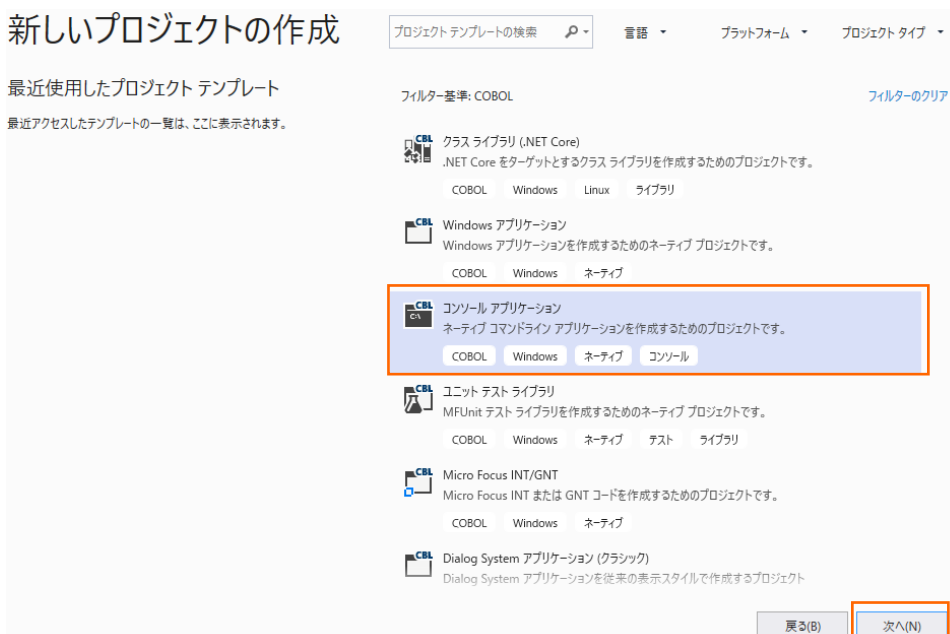 新しいプロジェクトの作成
プロジェクト テンプレートの検索
言語
プラットフォーム
プロジェクト タイプ
最近使用したプロジェクト テンプレート
最近アクセスしたテンプレートの一覧は、ここに表示されます。
フィルター基準: COBOL
フィルターのクリア
CBL
クラス ライブラリ (.NET Core)
.NET Core をターゲットとするクラス ライブラリを作成するためのプロジェクトです。
COBOL Windows Linux ライブラリ
CBL
Windows アプリケーション
Windows アプリケーションを作成するためのネーティブ プロジェクトです。
COBOL Windows ネーティブ
CBL
C:\
コンソール アプリケーション
ネーティブ コマンドライン アプリケーションを作成するためのプロジェクトです。
COBOL Windows ネーティブ コンソール
CBL
ユニット テスト ライブラリ
MFUnit テスト ライブラリを作成するためのネーティブ プロジェクトです。
COBOL Windows ネーティブ テスト ライブラリ
CBL
Micro Focus INT/GNT
Micro Focus INT または GNT コードを作成するためのプロジェクトです。
COBOL Windows ネーティブ
CBL
Dialog System アプリケーション (クラシック)
Dialog System アプリケーションを従来の表示スタイルで作成するプロジェクト
戻る(B)
次へ(N)